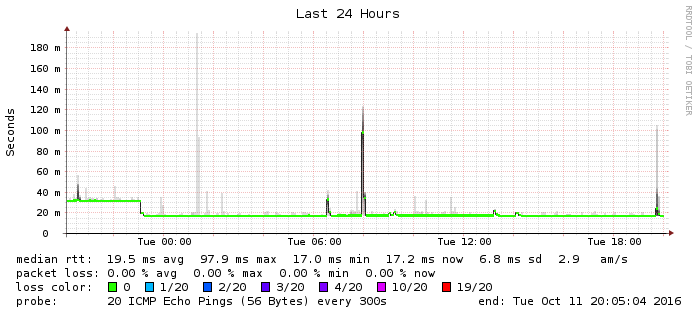 Last 24 Hours
RRDTOOL / TOBI OETIKER
Seconds
180 m
160 m
140 m
120 m
100 m
80 m
60 m
40 m
20 m
0
Tue 00:00 Tue 06:00 Tue 12:00 Tue 18:00
median rtt: 19.5 ms avg 97.9 ms max 17.0 ms min 17.2 ms now 6.8 ms sd 2.9 am/s
packet loss: 0.00 % avg 0.00 % max 0.00 % min 0.00 % now
loss color: 0 1/20 2/20 3/20 4/20 10/20 19/20
probe: 20 ICMP Echo Pings (56 Bytes) every 300s end: Tue Oct 11 20:05:04 2016